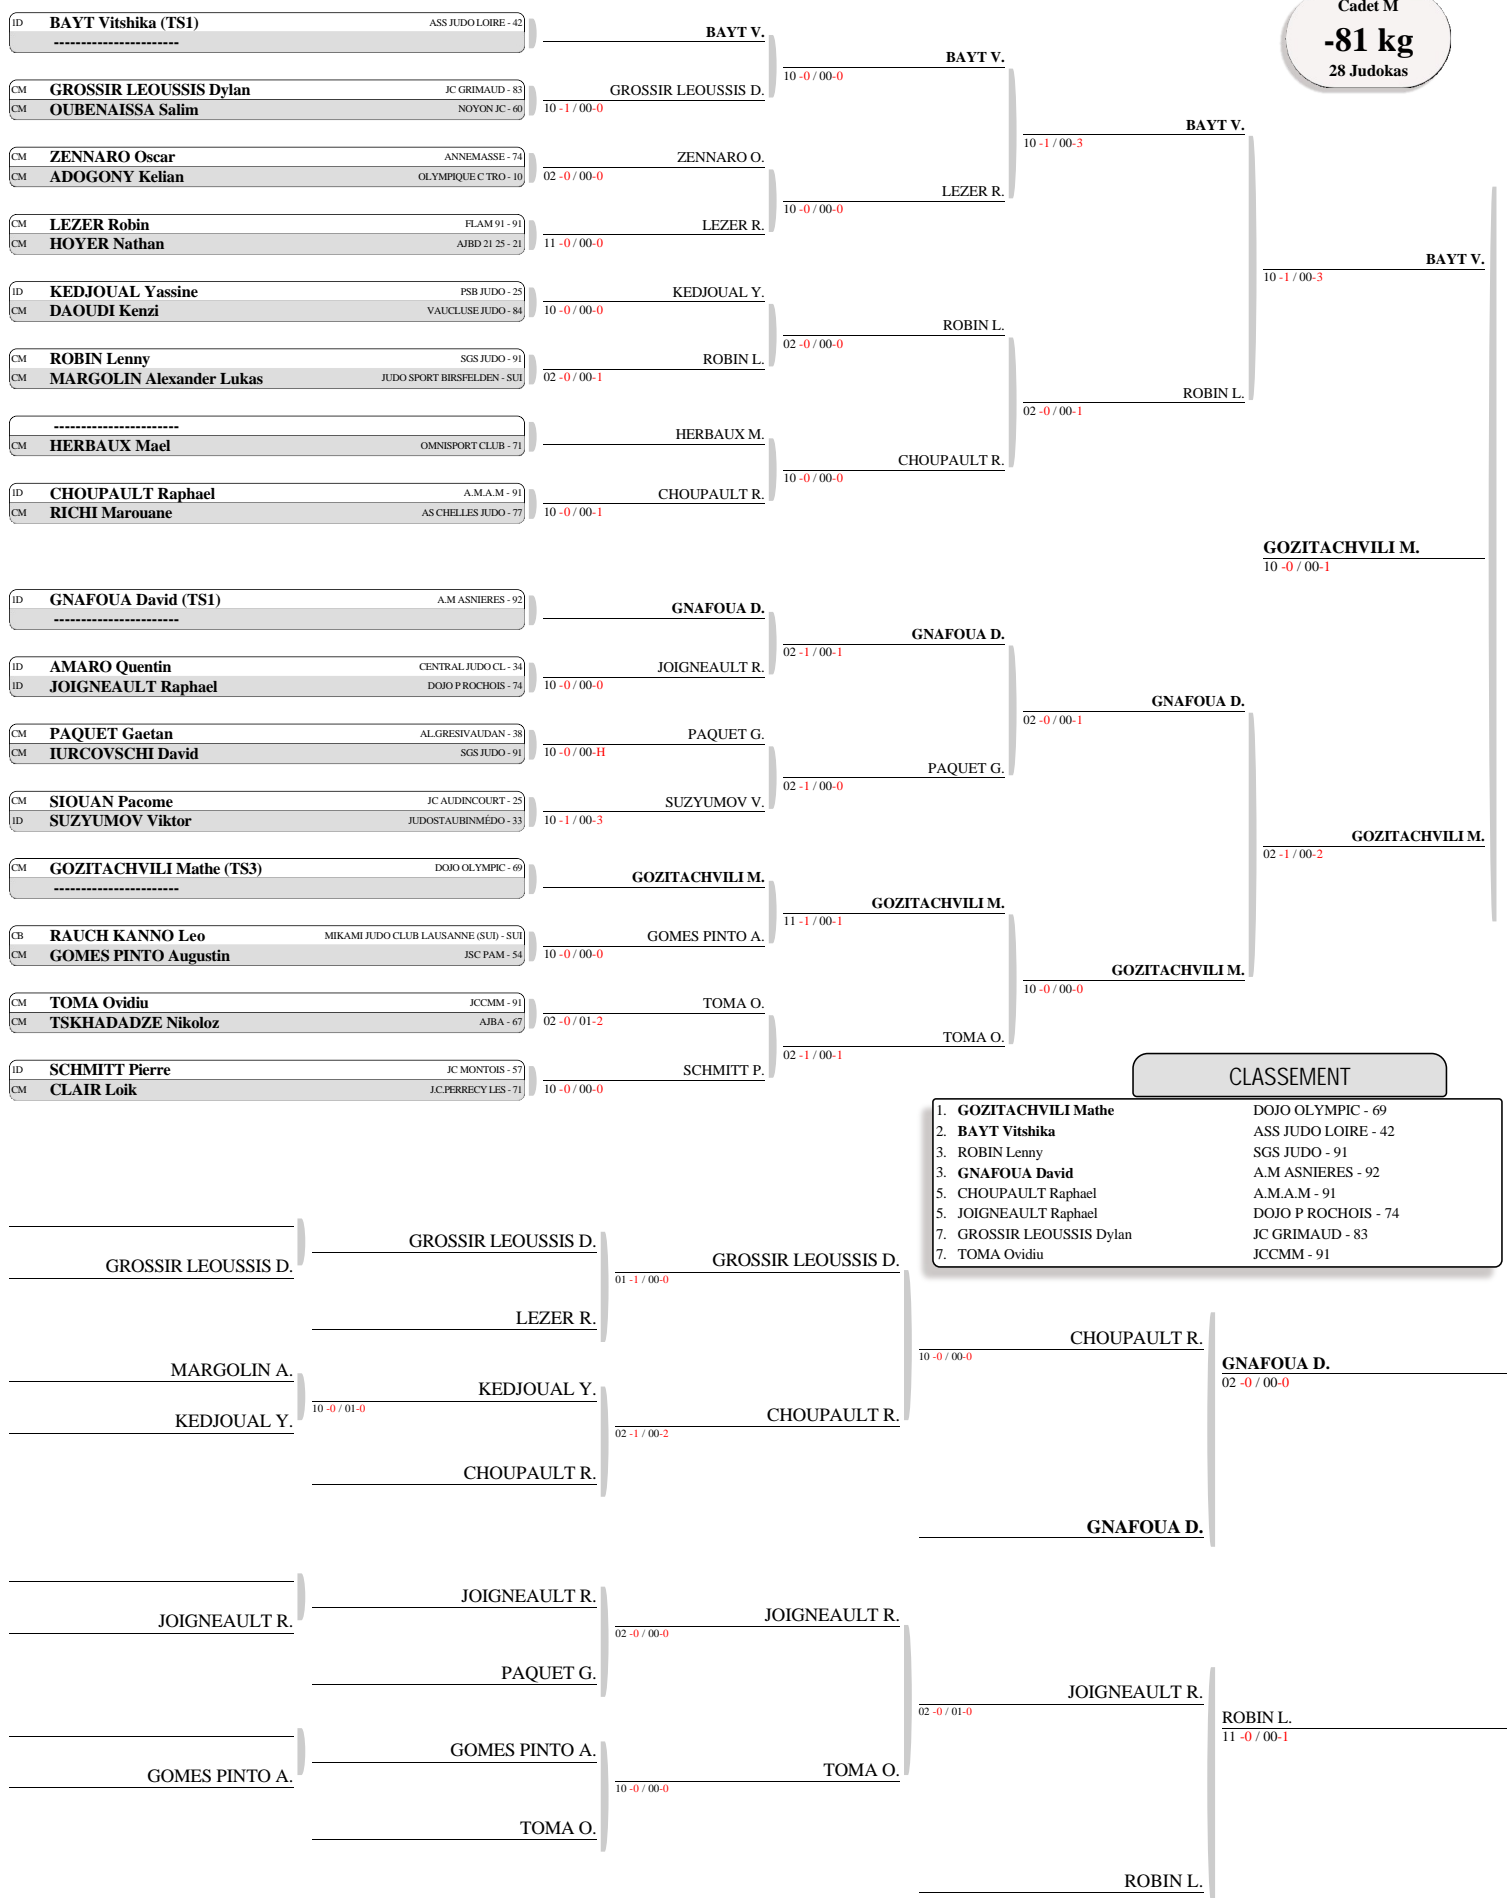 Cadet M
-81 kg
28 Judokas
1D BAYT Vitshika (TS1) ASS JUDO LOIRE - 42
-----------------------
CM GROSSIR LEOUSSIS Dylan JC GRIMAUD - 83
CM OUBENAISSA Salim NOYON JC - 60
CM ZENNARO Oscar ANNEMASSE - 74
CM ADOGONY Kelian OLYMPIQUE C TRO - 10
CM LEZER Robin FLAM 91 - 91
CM HOYER Nathan AJBD 21 25 - 21
1D KEDJOUAL Yassine PSB JUDO - 25
CM DAOUDI Kenzi VAUCLUSE JUDO - 84
CM ROBIN Lenny SGS JUDO - 91
CM MARGOLIN Alexander Lukas JUDO SPORT BIRSFELDEN - SUI
-----------------------
CM HERBAUX Mael OMNISPORT CLUB - 71
1D CHOUPAULT Raphael A.M.A.M - 91
CM RICHI Marouane AS CHELLES JUDO - 77
1D GNAFOUA David (TS1) A.M ASNIERES - 92
-----------------------
1D AMARO Quentin CENTRAL JUDO CL - 34
1D JOIGNEAULT Raphael DOJO P ROCHOIS - 74
CM PAQUET Gaetan AL.GRESIVAUDAN - 38
CM IURCOVSCHI David SGS JUDO - 91
CM SIOUAN Pacome JC AUDINCOURT - 25
1D SUZYUMOV Viktor JUDOSTAUBINMÉDO - 33
CM GOZITACHVILI Mathe (TS3) DOJO OLYMPIC - 69
-----------------------
CB RAUCH KANNO Leo MIKAMI JUDO CLUB LAUSANNE (SUI) - SUI
CM GOMES PINTO Augustin JSC PAM - 54
CM TOMA Ovidiu JCCMM - 91
CM TSKHADADZE Nikoloz AJBA - 67
1D SCHMITT Pierre JC MONTOIS - 57
CM CLAIR Loik J.C.PERRECY LES - 71
BAYT V.
GROSSIR LEOUSSIS D.
10 -1 / 00-0
ZENNARO O.
02 -0 / 00-0
LEZER R.
11 -0 / 00-0
KEDJOUAL Y.
10 -0 / 00-0
ROBIN L.
02 -0 / 00-1
HERBAUX M.
CHOUPAULT R.
10 -0 / 00-1
GNAFOUA D.
JOIGNEAULT R.
10 -0 / 00-0
PAQUET G.
10 -0 / 00-H
SUZYUMOV V.
10 -1 / 00-3
GOZITACHVILI M.
GOMES PINTO A.
10 -0 / 00-0
TOMA O.
02 -0 / 01-2
SCHMITT P.
10 -0 / 00-0
BAYT V.
10 -0 / 00-0
LEZER R.
10 -0 / 00-0
ROBIN L.
02 -0 / 00-0
CHOUPAULT R.
10 -0 / 00-0
GNAFOUA D.
02 -1 / 00-1
PAQUET G.
02 -1 / 00-0
GOZITACHVILI M.
11 -1 / 00-1
TOMA O.
02 -1 / 00-1
BAYT V.
10 -1 / 00-3
ROBIN L.
02 -0 / 00-1
GNAFOUA D.
02 -0 / 00-1
GOZITACHVILI M.
10 -0 / 00-0
BAYT V.
10 -1 / 00-3
GOZITACHVILI M.
02 -1 / 00-2
GOZITACHVILI M.
10 -0 / 00-1
CLASSEMENT
1. GOZITACHVILI Mathe DOJO OLYMPIC - 69
2. BAYT Vitshika ASS JUDO LOIRE - 42
3. ROBIN Lenny SGS JUDO - 91
3. GNAFOUA David A.M ASNIERES - 92
5. CHOUPAULT Raphael A.M.A.M - 91
5. JOIGNEAULT Raphael DOJO P ROCHOIS - 74
7. GROSSIR LEOUSSIS Dylan JC GRIMAUD - 83
7. TOMA Ovidiu JCCMM - 91
GROSSIR LEOUSSIS D.
MARGOLIN A.
KEDJOUAL Y.
GROSSIR LEOUSSIS D.
LEZER R.
KEDJOUAL Y.
10 -0 / 01-0
CHOUPAULT R.
GROSSIR LEOUSSIS D.
01 -1 / 00-0
CHOUPAULT R.
02 -1 / 00-2
CHOUPAULT R.
10 -0 / 00-0
GNAFOUA D.
GNAFOUA D.
02 -0 / 00-0
JOIGNEAULT R.
GOMES PINTO A.
JOIGNEAULT R.
PAQUET G.
GOMES PINTO A.
TOMA O.
JOIGNEAULT R.
02 -0 / 00-0
TOMA O.
10 -0 / 00-0
JOIGNEAULT R.
02 -0 / 01-0
ROBIN L.
ROBIN L.
11 -0 / 00-1